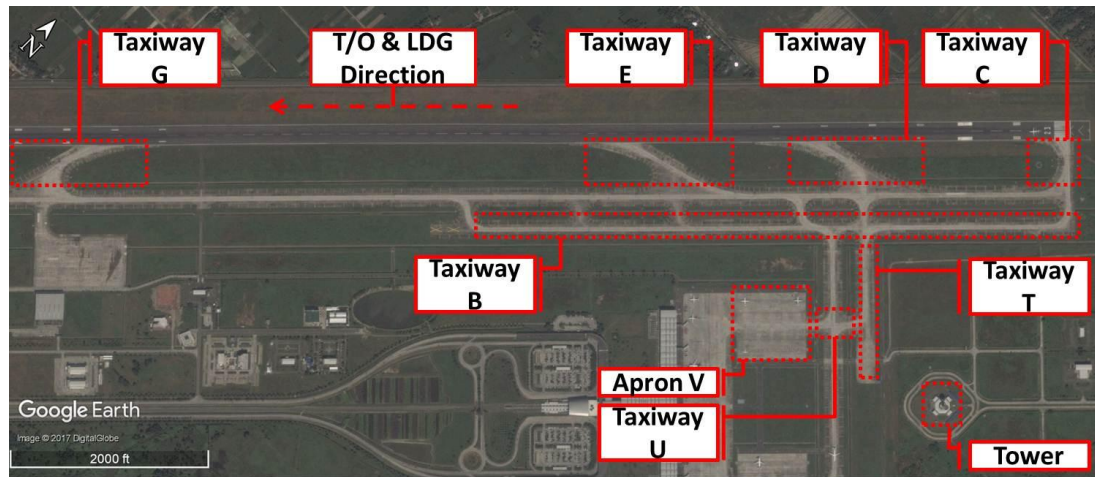 N
Taxiway
G
T/O & LDG
Direction
Taxiway
E
Taxiway
D
Taxiway
C
Taxiway
B
Taxiway
T
Apron V
Taxiway
U
Tower
Google Earth
Image © 2017 DigitalGlobe
2000 ft